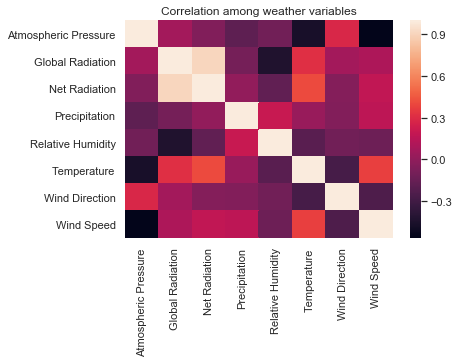 Correlation among weather variables
Atmospheric Pressure
Global Radiation
Net Radiation
Precipitation
Relative Humidity
Temperature
Wind Direction
Wind Speed
Atmospheric Pressure
Global Radiation
Net Radiation
Precipitation
Relative Humidity
Temperature
Wind Direction
Wind Speed
0.9
0.6
0.3
0.0
−0.3